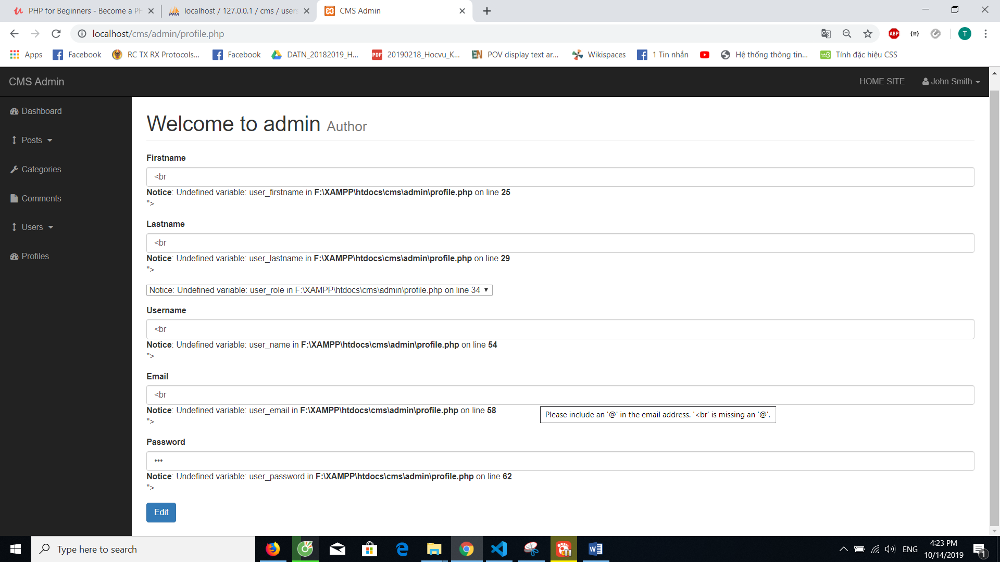 PHP for Beginners - Become a PH
localhost / 127.0.0.1 / cms / users
CMS Admin
localhost/cms/admin/profile.php
ABP
T
Apps
Facebook
RC TX RX Protocols...
Facebook
DATN_20182019_H...
PDF
20190218_Hocvu_K...
EN
POV display text ar...
Wikispaces
1 Tin nhắn
Hệ thống thông tin...
w3
Tính đặc hiệu CSS
CMS Admin
HOME SITE
John Smith
Dashboard
Posts
Categories
Comments
Users
Profiles
Welcome to admin Author
Firstname
<br
Notice: Undefined variable: user_firstname in F:\XAMPP\htdocs\cms\admin\profile.php on line 25
">
Lastname
<br
Notice: Undefined variable: user_lastname in F:\XAMPP\htdocs\cms\admin\profile.php on line 29
">
Notice: Undefined variable: user_role in F:\XAMPP\htdocs\cms\admin\profile.php on line 34
Username
<br
Notice: Undefined variable: user_name in F:\XAMPP\htdocs\cms\admin\profile.php on line 54
">
Email
<br
Notice: Undefined variable: user_email in F:\XAMPP\htdocs\cms\admin\profile.php on line 58
Please include an '@' in the email address. '<br' is missing an '@'.
">
Password
•••
Notice: Undefined variable: user_password in F:\XAMPP\htdocs\cms\admin\profile.php on line 62
">
Edit
Type here to search
ENG
4:23 PM
10/14/2019
1